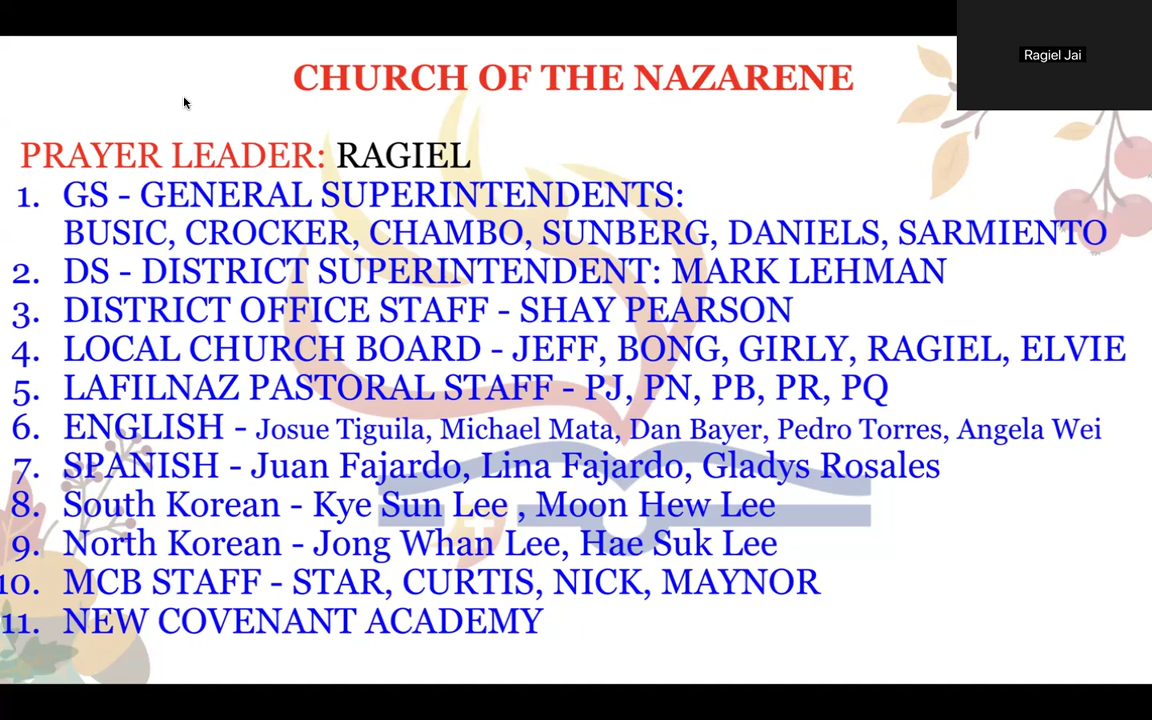 Ragiel Jai
CHURCH OF THE NAZARENE
PRAYER LEADER: RAGIEL
1. GS - GENERAL SUPERINTENDENTS:
BUSIC, CROCKER, CHAMBO, SUNBERG, DANIELS, SARMIENTO
2. DS - DISTRICT SUPERINTENDENT: MARK LEHMAN
3. DISTRICT OFFICE STAFF - SHAY PEARSON
4. LOCAL CHURCH BOARD - JEFF, BONG, GIRLY, RAGIEL, ELVIE
5. LAFILNAZ PASTORAL STAFF - PJ, PN, PB, PR, PQ
6. ENGLISH - Josue Tiguila, Michael Mata, Dan Bayer, Pedro Torres, Angela Wei
7. SPANISH - Juan Fajardo, Lina Fajardo, Gladys Rosales
8. South Korean - Kye Sun Lee , Moon Hew Lee
9. North Korean - Jong Whan Lee, Hae Suk Lee
10. MCB STAFF - STAR, CURTIS, NICK, MAYNOR
11. NEW COVENANT ACADEMY